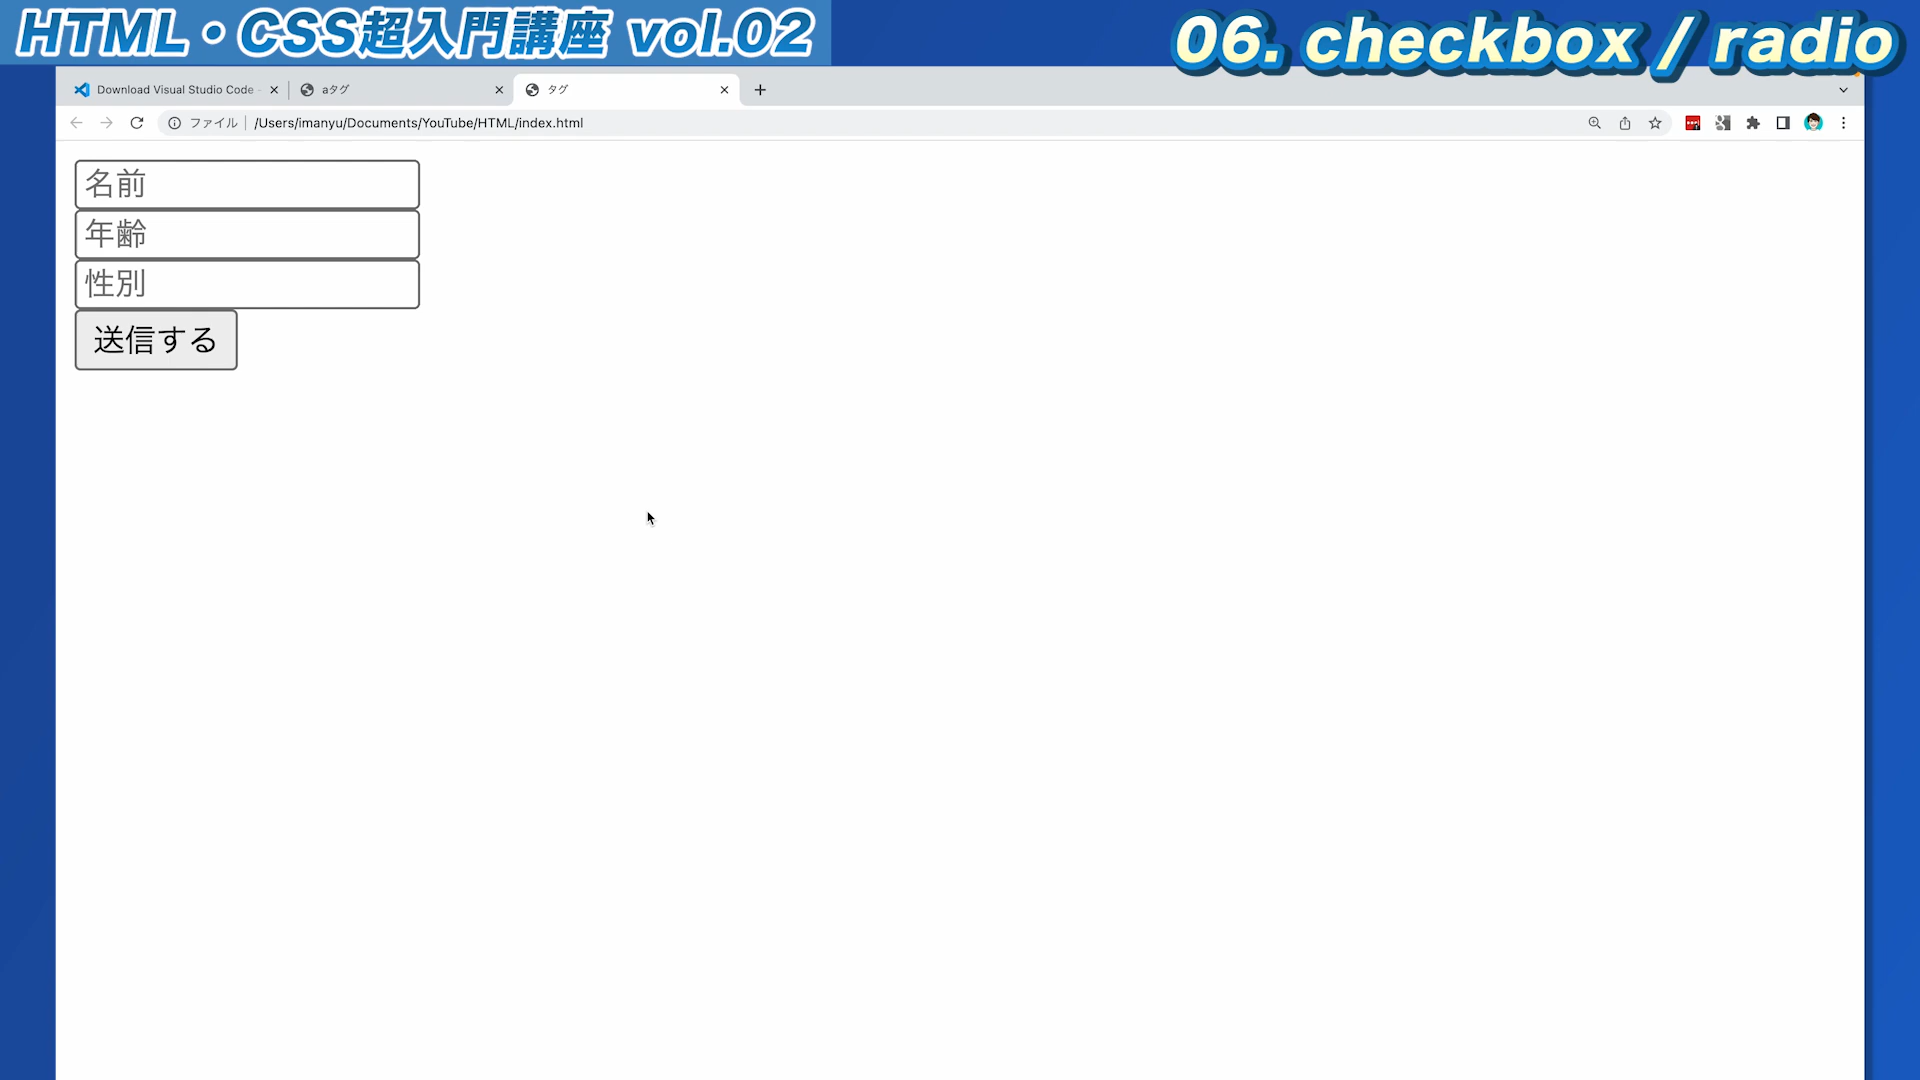 HTML・CSS超入門講座 vol.02
06. checkbox / radio
Download Visual Studio Code -
aタグ
タグ
ファイル
/Users/imanyu/Documents/YouTube/HTML/index.html
名前
年齢
性別
送信する